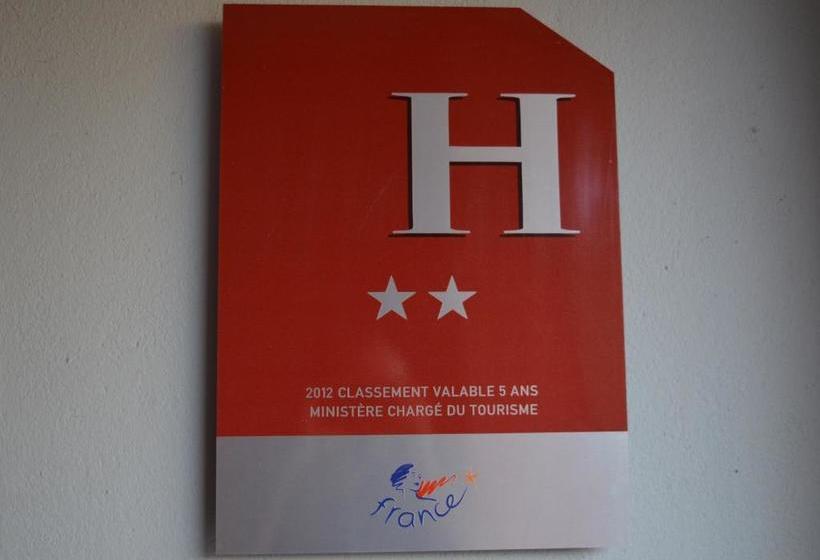 H
2012 CLASSEMENT VALABLE 5 ANS
MINISTÈRE CHARGÉ DU TOURISME
france